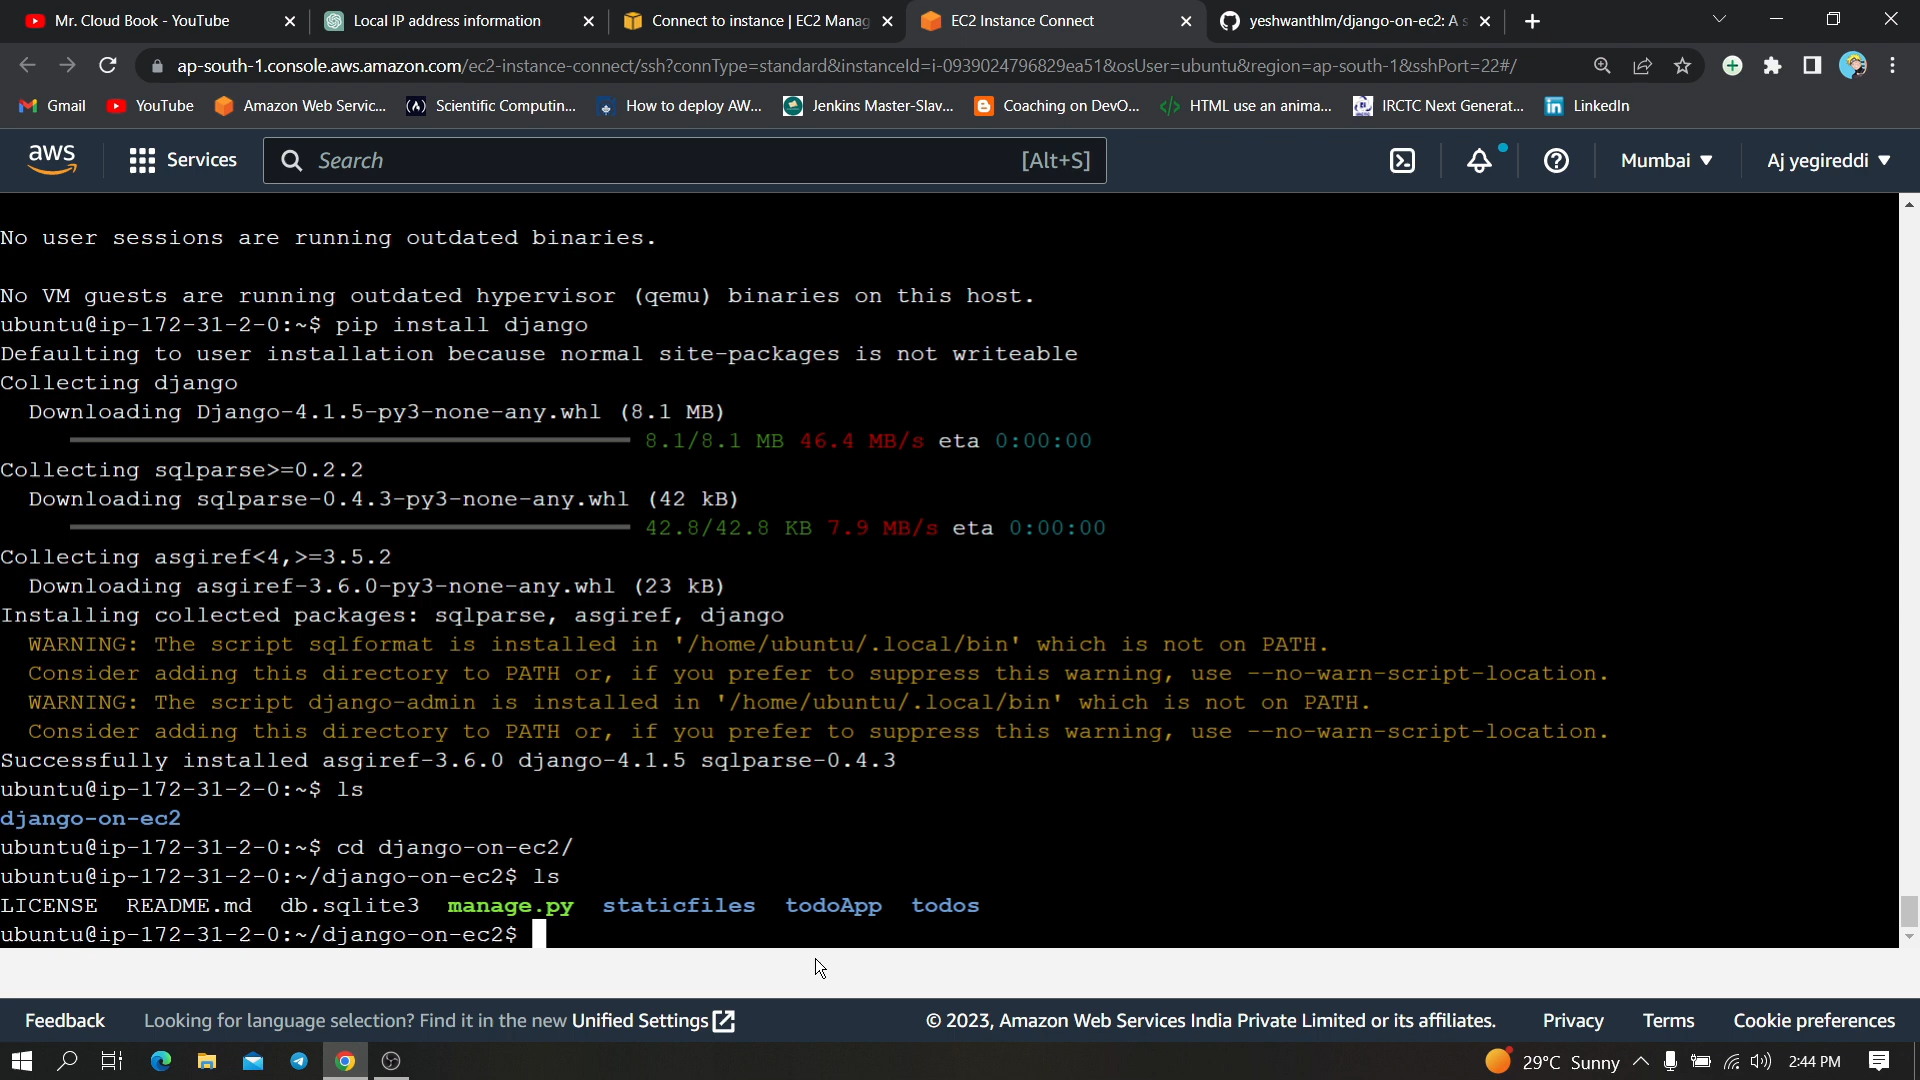 Mr. Cloud Book - YouTube
Local IP address information
Connect to instance | EC2 Manag
EC2 Instance Connect
yeshwanthlm/django-on-ec2: A s
ap-south-1.console.aws.amazon.com/ec2-instance-connect/ssh?connType=standard&instanceId=i-0939024796829ea51&osUser=ubuntu&region=ap-south-1&sshPort=22#/
Gmail YouTube Amazon Web Servic... Scientific Computin... How to deploy AW... Jenkins Master-Slav... Coaching on DevO... HTML use an anima... IRCTC Next Generat... LinkedIn
aws Services Search [Alt+S] Mumbai Aj yegireddi
No user sessions are running outdated binaries.
No VM guests are running outdated hypervisor (qemu) binaries on this host.
ubuntu@ip-172-31-2-0:~$ pip install django
Defaulting to user installation because normal site-packages is not writeable
Collecting django
Downloading Django-4.1.5-py3-none-any.whl (8.1 MB)
8.1/8.1 MB 46.4 MB/s eta 0:00:00
Collecting sqlparse>=0.2.2
Downloading sqlparse-0.4.3-py3-none-any.whl (42 kB)
42.8/42.8 KB 7.9 MB/s eta 0:00:00
Collecting asgiref<4,>=3.5.2
Downloading asgiref-3.6.0-py3-none-any.whl (23 kB)
Installing collected packages: sqlparse, asgiref, django
WARNING: The script sqlformat is installed in '/home/ubuntu/.local/bin' which is not on PATH.
Consider adding this directory to PATH or, if you prefer to suppress this warning, use --no-warn-script-location.
WARNING: The script django-admin is installed in '/home/ubuntu/.local/bin' which is not on PATH.
Consider adding this directory to PATH or, if you prefer to suppress this warning, use --no-warn-script-location.
Successfully installed asgiref-3.6.0 django-4.1.5 sqlparse-0.4.3
ubuntu@ip-172-31-2-0:~$ ls
django-on-ec2
ubuntu@ip-172-31-2-0:~$ cd django-on-ec2/
ubuntu@ip-172-31-2-0:~/django-on-ec2$ ls
LICENSE README.md db.sqlite3 manage.py staticfiles todoApp todos
ubuntu@ip-172-31-2-0:~/django-on-ec2$
Feedback Looking for language selection? Find it in the new Unified Settings © 2023, Amazon Web Services India Private Limited or its affiliates. Privacy Terms Cookie preferences
29°C Sunny 2:44 PM